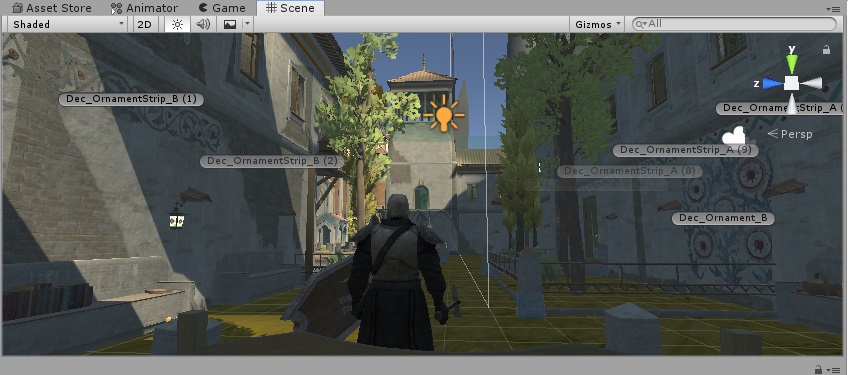 Asset Store Animator Game Scene
Shaded 2D Gizmos All
y
z
Dec_OrnamentStrip_B (1)
Dec_OrnamentStrip_A (
Persp
Dec_OrnamentStrip_A (9)
Dec_OrnamentStrip_B (2)
Dec_OrnamentStrip_A (8)
Dec_Ornament_B